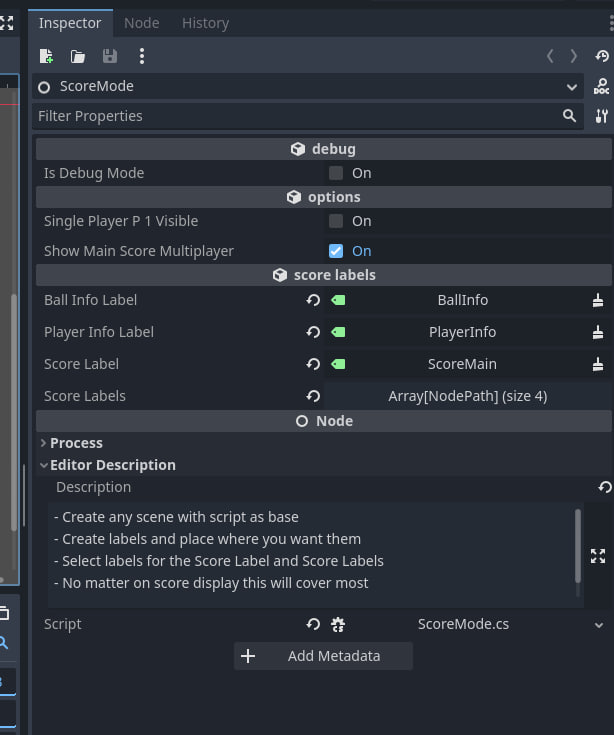 Inspector Node History
ScoreMode
DOC
Filter Properties
debug
Is Debug Mode On
options
Single Player P 1 Visible On
Show Main Score Multiplayer On
score labels
Ball Info Label BallInfo
Player Info Label PlayerInfo
Score Label ScoreMain
Score Labels Array[NodePath] (size 4)
Node
Process
Editor Description
Description
- Create any scene with script as base
- Create labels and place where you want them
- Select labels for the Score Label and Score Labels
- No matter on score display this will cover most
Script ScoreMode.cs
Add Metadata